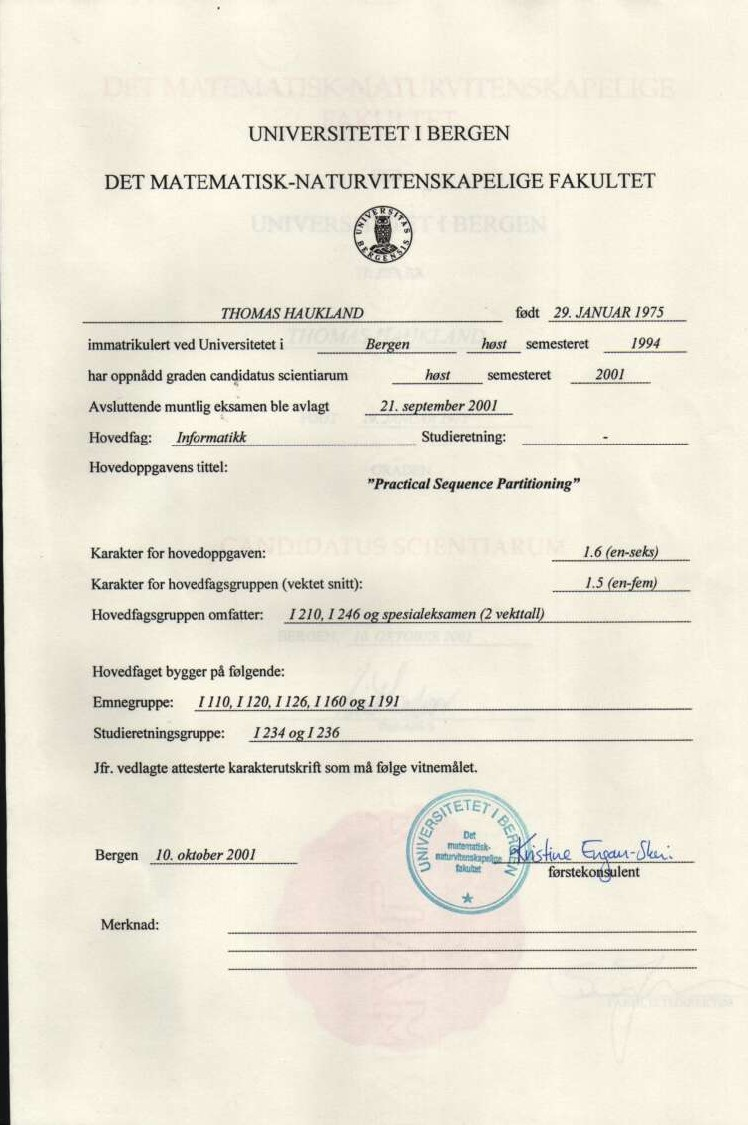 UNIVERSITETET I BERGEN
DET MATEMATISK-NATURVITENSKAPELIGE FAKULTET
UNIVERSITAS BERGENSIS
THOMAS HAUKLAND født 29. JANUAR 1975
immatrikulert ved Universitetet i Bergen høst semesteret 1994
har oppnådd graden candidatus scientiarum høst semesteret 2001
Avsluttende muntlig eksamen ble avlagt 21. september 2001
Hovedfag: Informatikk Studieretning: -
Hovedoppgavens tittel:
"Practical Sequence Partitioning"
Karakter for hovedoppgaven: 1.6 (en-seks)
Karakter for hovedfagsgruppen (vektet snitt): 1.5 (en-fem)
Hovedfagsgruppen omfatter: I 210, I 246 og spesialeksamen (2 vekttall)
Hovedfaget bygger på følgende:
Emnegruppe: I 110, I 120, I 126, I 160 og I 191
Studieretningsgruppe: I 234 og I 236
Jfr. vedlagte attesterte karakterutskrift som må følge vitnemålet.
UNIVERSITETET I BERGEN
Det
matematisk-
naturvitenskapelige
fakultet
Bergen 10. oktober 2001 Kristine
førstekonsulent
Merknad: